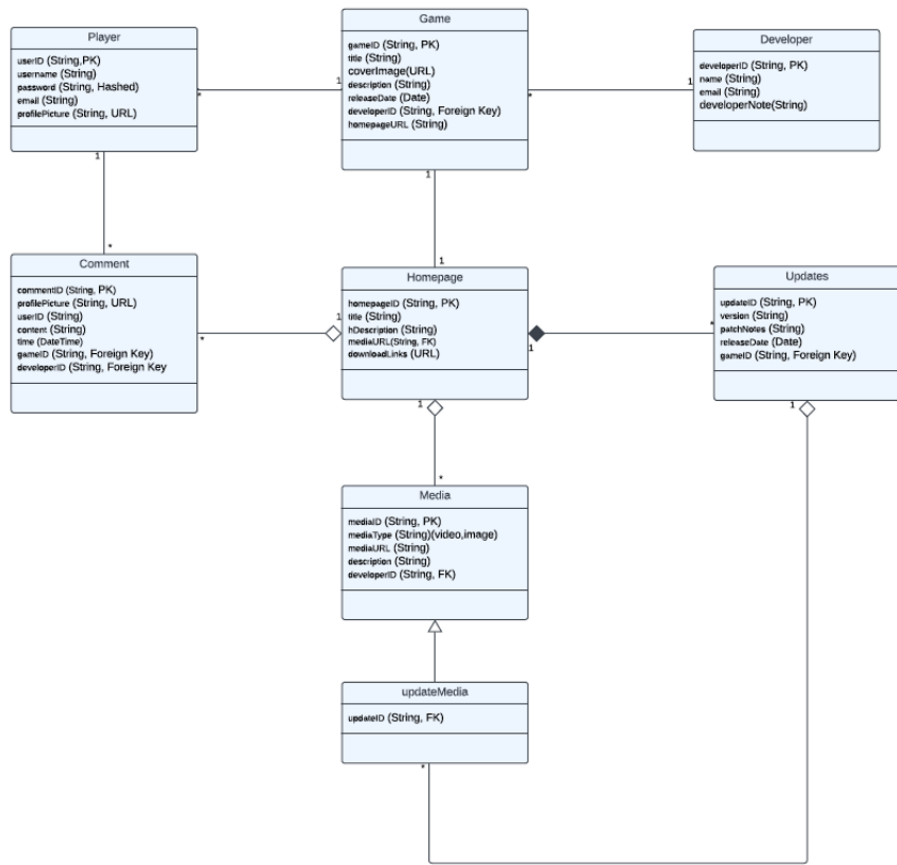 Player
userID (String,PK)
username (String)
password (String, Hashed)
email (String)
profilePicture (String, URL)
*
1
Game
gameID (String, PK)
title (String)
coverImage(URL)
description (String)
releaseDate (Date)
developerID (String, Foreign Key)
homepageURL (String)
1
*
1
Developer
developerID (String, PK)
name (String)
email (String)
developerNote(String)
1
*
Comment
commentID (String, PK)
profilePicture (String, URL)
userID (String)
content (String)
time (DateTime)
gameID (String, Foreign Key)
developerID (String, Foreign Key
*
1
Homepage
homepageID (String, PK)
title (String)
hDescription (String)
mediaURL(String, FK)
downloadLinks (URL)
1
1
1
*
Updates
updateID (String, PK)
version (String)
patchNotes (String)
releaseDate (Date)
gameID (String, Foreign Key)
1
*
Media
mediaID (String, PK)
mediaType (String)(video,image)
mediaURL (String)
description (String)
developerID (String, FK)
updateMedia
updateID (String, FK)
*